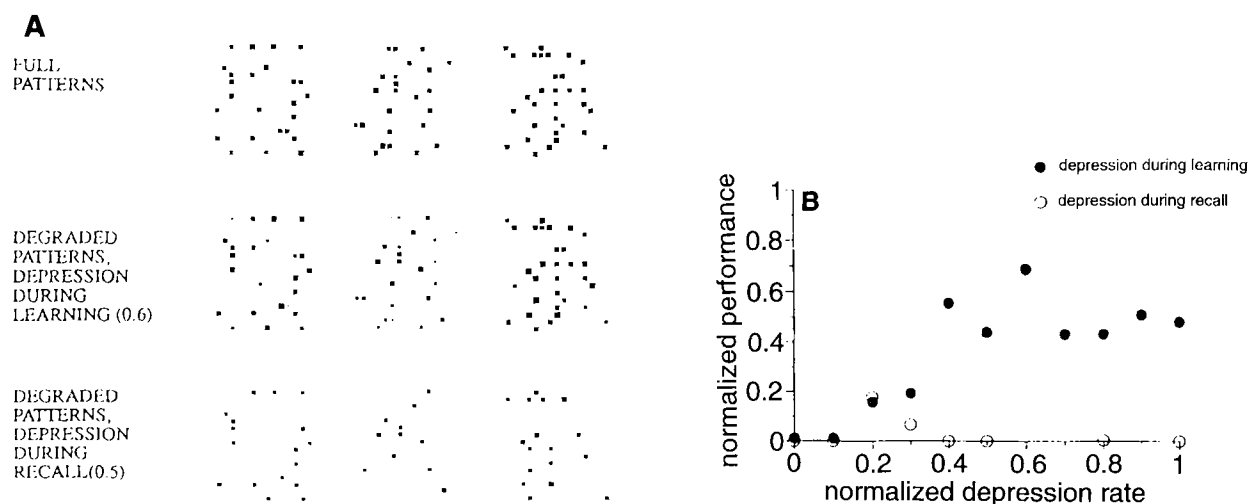 A
FULL
PATTERNS
DEGRADED
PATTERNS,
DEPRESSION
DURING
LEARNING (0.6)
DEGRADED
PATTERNS,
DEPRESSION
DURING
RECALL(0.5)
depression during learning
depression during recall
B
normalized performance
1
0.8
0.6
0.4
0.2
0
0 0.2 0.4 0.6 0.8 1
normalized depression rate